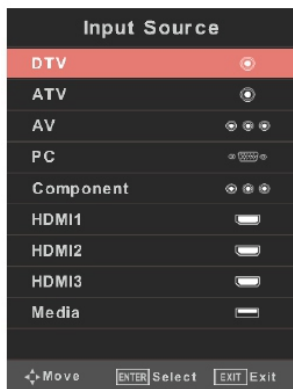 Input Source
DTV
ATV
AV
PC
Component
HDMI1
HDMI2
HDMI3
Media
Move ENTER Select EXIT Exit